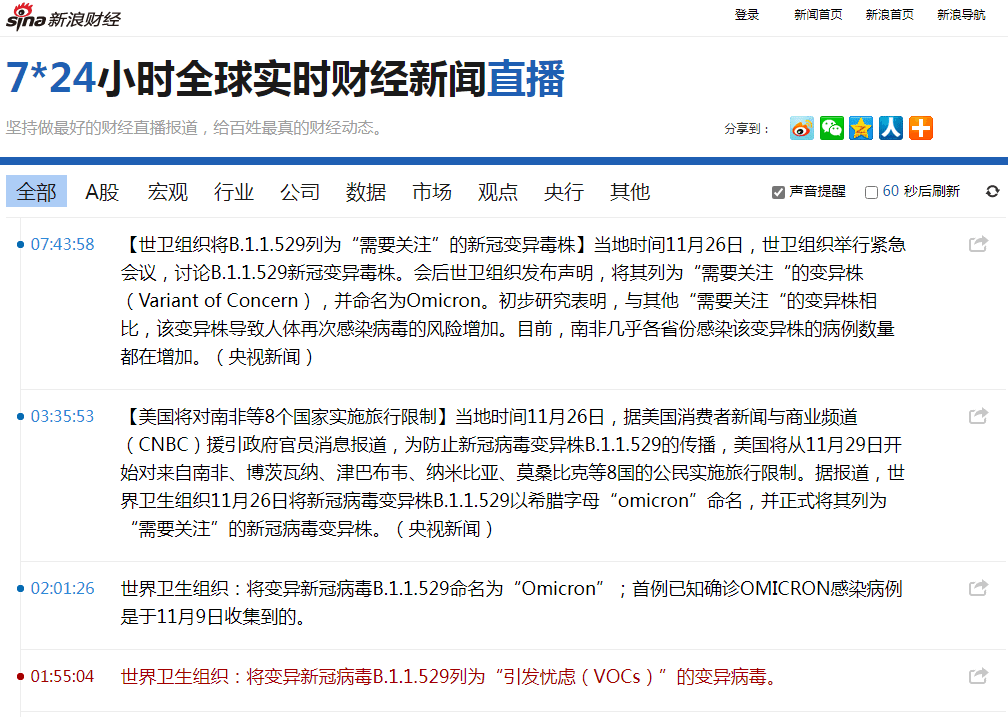 sina新浪财经
登录 新闻首页 新浪首页 新浪导航
7*24小时全球实时财经新闻直播
坚持做最好的财经直播报道，给百姓最真的财经动态。
分享到：
全部 A股 宏观 行业 公司 数据 市场 观点 央行 其他 声音提醒 60 秒后刷新
07:43:58 【世卫组织将B.1.1.529列为“需要关注”的新冠变异毒株】当地时间11月26日，世卫组织举行紧急
会议，讨论B.1.1.529新冠变异毒株。会后世卫组织发布声明，将其列为“需要关注“的变异株
（Variant of Concern），并命名为Omicron。初步研究表明，与其他“需要关注“的变异株相
比，该变异株导致人体再次感染病毒的风险增加。目前，南非几乎各省份感染该变异株的病例数量
都在增加。（央视新闻）
03:35:53 【美国将对南非等8个国家实施旅行限制】当地时间11月26日，据美国消费者新闻与商业频道
（CNBC）援引政府官员消息报道，为防止新冠病毒变异株B.1.1.529的传播，美国将从11月29日开
始对来自南非、博茨瓦纳、津巴布韦、纳米比亚、莫桑比克等8国的公民实施旅行限制。据报道，世
界卫生组织11月26日将新冠病毒变异株B.1.1.529以希腊字母“omicron”命名，并正式将其列为
“需要关注”的新冠病毒变异株。（央视新闻）
02:01:26 世界卫生组织：将变异新冠病毒B.1.1.529命名为“Omicron”；首例已知确诊OMICRON感染病例
是于11月9日收集到的。
01:55:04 世界卫生组织：将变异新冠病毒B.1.1.529列为“引发忧虑（VOCs）”的变异病毒。